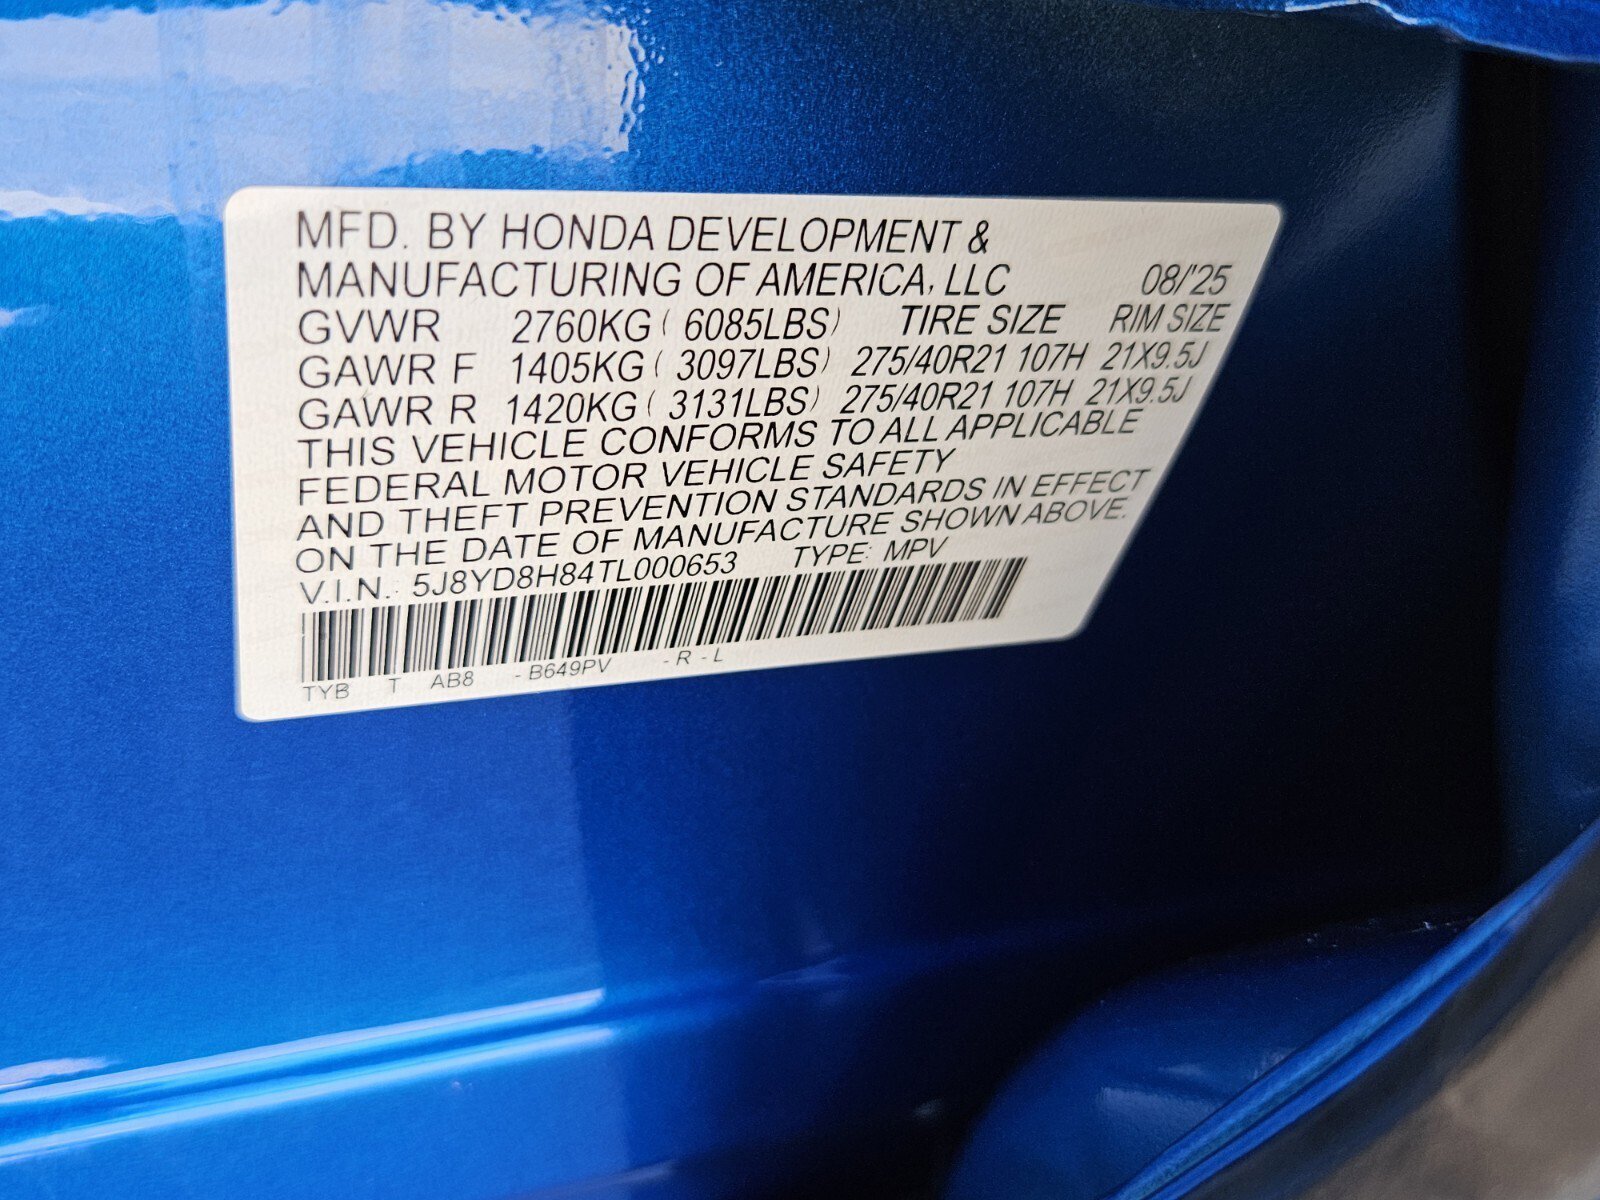 MFD. BY HONDA DEVELOPMENT &
MANUFACTURING OF AMERICA, LLC 08/'25
GVWR 2760KG ( 6085LBS) TIRE SIZE RIM SIZE
GAWR F 1405KG ( 3097LBS) 275/40R21 107H 21X9.5J
GAWR R 1420KG ( 3131LBS) 275/40R21 107H 21X9.5J
THIS VEHICLE CONFORMS TO ALL APPLICABLE
FEDERAL MOTOR VEHICLE SAFETY
AND THEFT PREVENTION STANDARDS IN EFFECT
ON THE DATE OF MANUFACTURE SHOWN ABOVE.
V.I.N.: 5J8YD8H84TL000653 TYPE: MPV
TYB T AB8 - B649PV - R - L